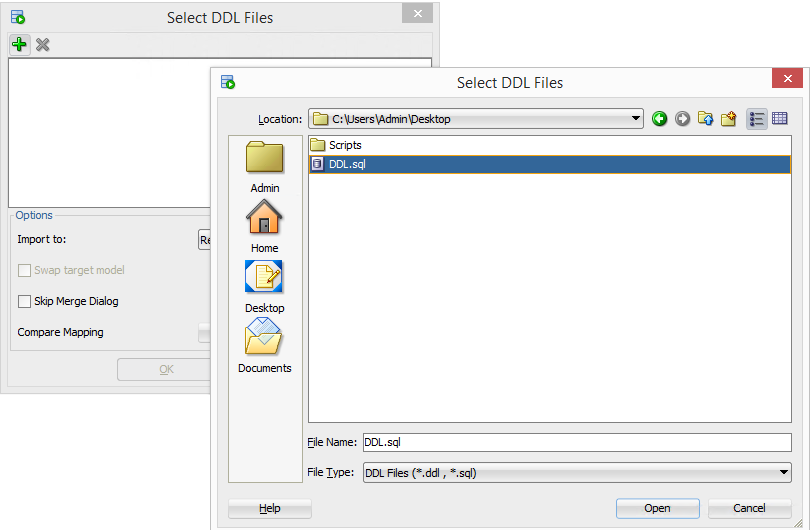 Select DDL Files
Options
Import to:
Re
Swap target model
Skip Merge Dialog
Compare Mapping
OK
Select DDL Files
Location: C:\Users\Admin\Desktop
Admin
Home
Desktop
Documents
Scripts
DDL.sql
File Name: DDL.sql
File Type: DDL Files (*.ddl , *.sql)
Help Open Cancel